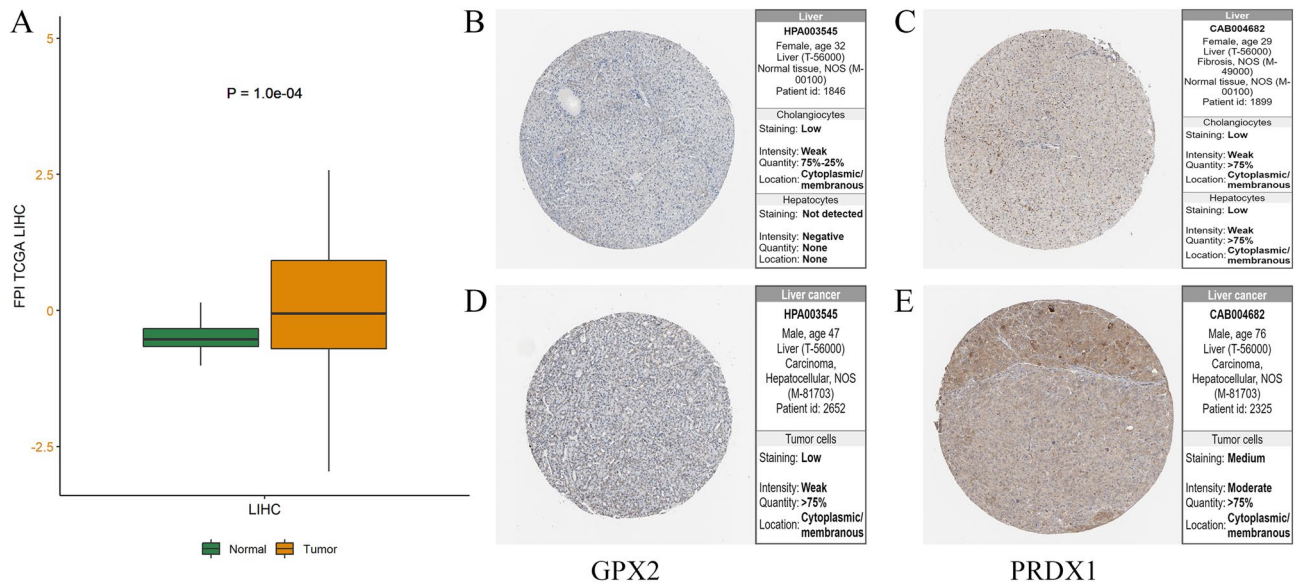 A
5
2.5
0
-2.5
FPI TCGA LIHC
P = 1.0e-04
LIHC
Normal
Tumor
B
Liver
HPA003545
Female, age 32
Liver (T-56000)
Normal tissue, NOS (M-
00100)
Patient id: 1846
Cholangiocytes
Staining: Low
Intensity: Weak
Quantity: 75%-25%
Location: Cytoplasmic/
membranous
Hepatocytes
Staining: Not detected
Intensity: Negative
Quantity: None
Location: None
C
Liver
CAB004682
Female, age 29
Liver (T-56000)
Fibrosis, NOS (M-
49000)
Normal tissue, NOS (M-
00100)
Patient id: 1899
Cholangiocytes
Staining: Low
Intensity: Weak
Quantity: >75%
Location: Cytoplasmic/
membranous
Hepatocytes
Staining: Low
Intensity: Weak
Quantity: >75%
Location: Cytoplasmic/
membranous
D
Liver cancer
HPA003545
Male, age 47
Liver (T-56000)
Carcinoma,
Hepatocellular, NOS
(M-81703)
Patient id: 2652
Tumor cells
Staining: Low
Intensity: Weak
Quantity: >75%
Location: Cytoplasmic/
membranous
E
Liver cancer
CAB004682
Male, age 76
Liver (T-56000)
Carcinoma,
Hepatocellular, NOS
(M-81703)
Patient id: 2325
Tumor cells
Staining: Medium
Intensity: Moderate
Quantity: >75%
Location: Cytoplasmic/
membranous
GPX2
PRDX1